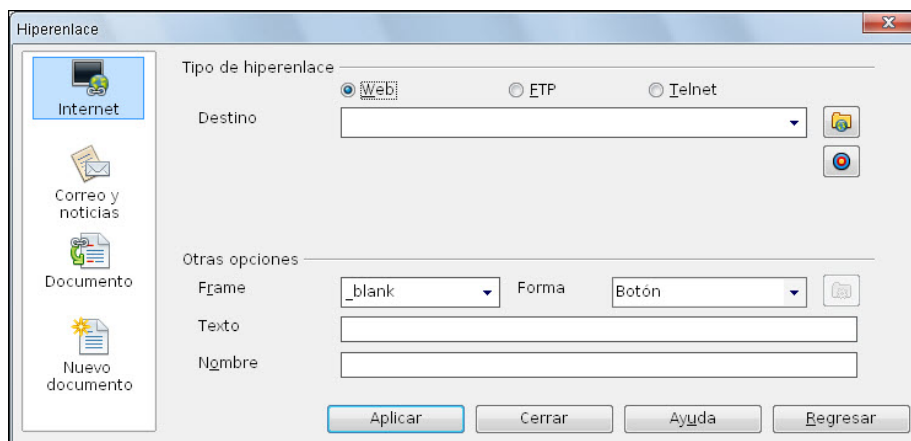 Hiperenlace
Internet
Correo y
noticias
Documento
Nuevo
documento
Tipo de hiperenlace
Web
FTP
Telnet
Destino
Otras opciones
Frame
_blank
Forma
Botón
Texto
Nombre
Aplicar
Cerrar
Ayuda
Regresar